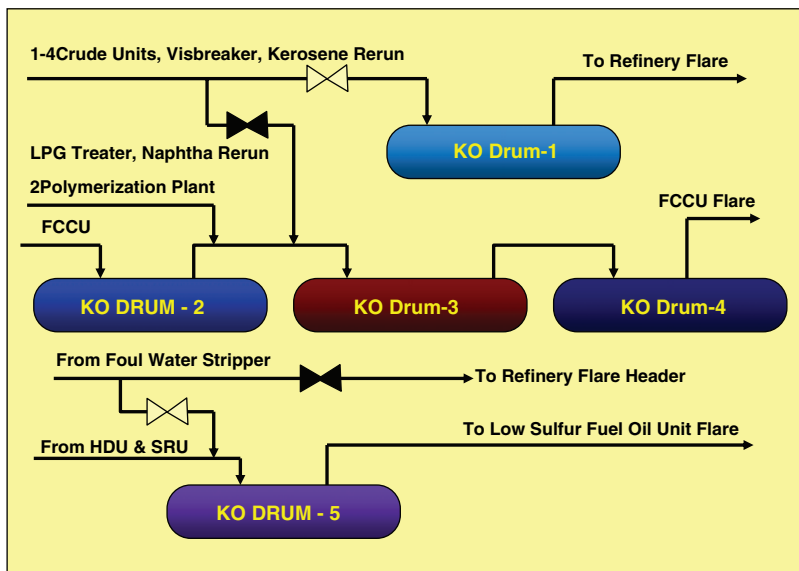 1-4Crude Units, Visbreaker, Kerosene Rerun
To Refinery Flare
KO Drum-1
LPG Treater, Naphtha Rerun
2Polymerization Plant
FCCU
FCCU Flare
KO DRUM - 2
KO Drum-3
KO Drum-4
From Foul Water Stripper
To Refinery Flare Header
From HDU & SRU
To Low Sulfur Fuel Oil Unit Flare
KO DRUM - 5